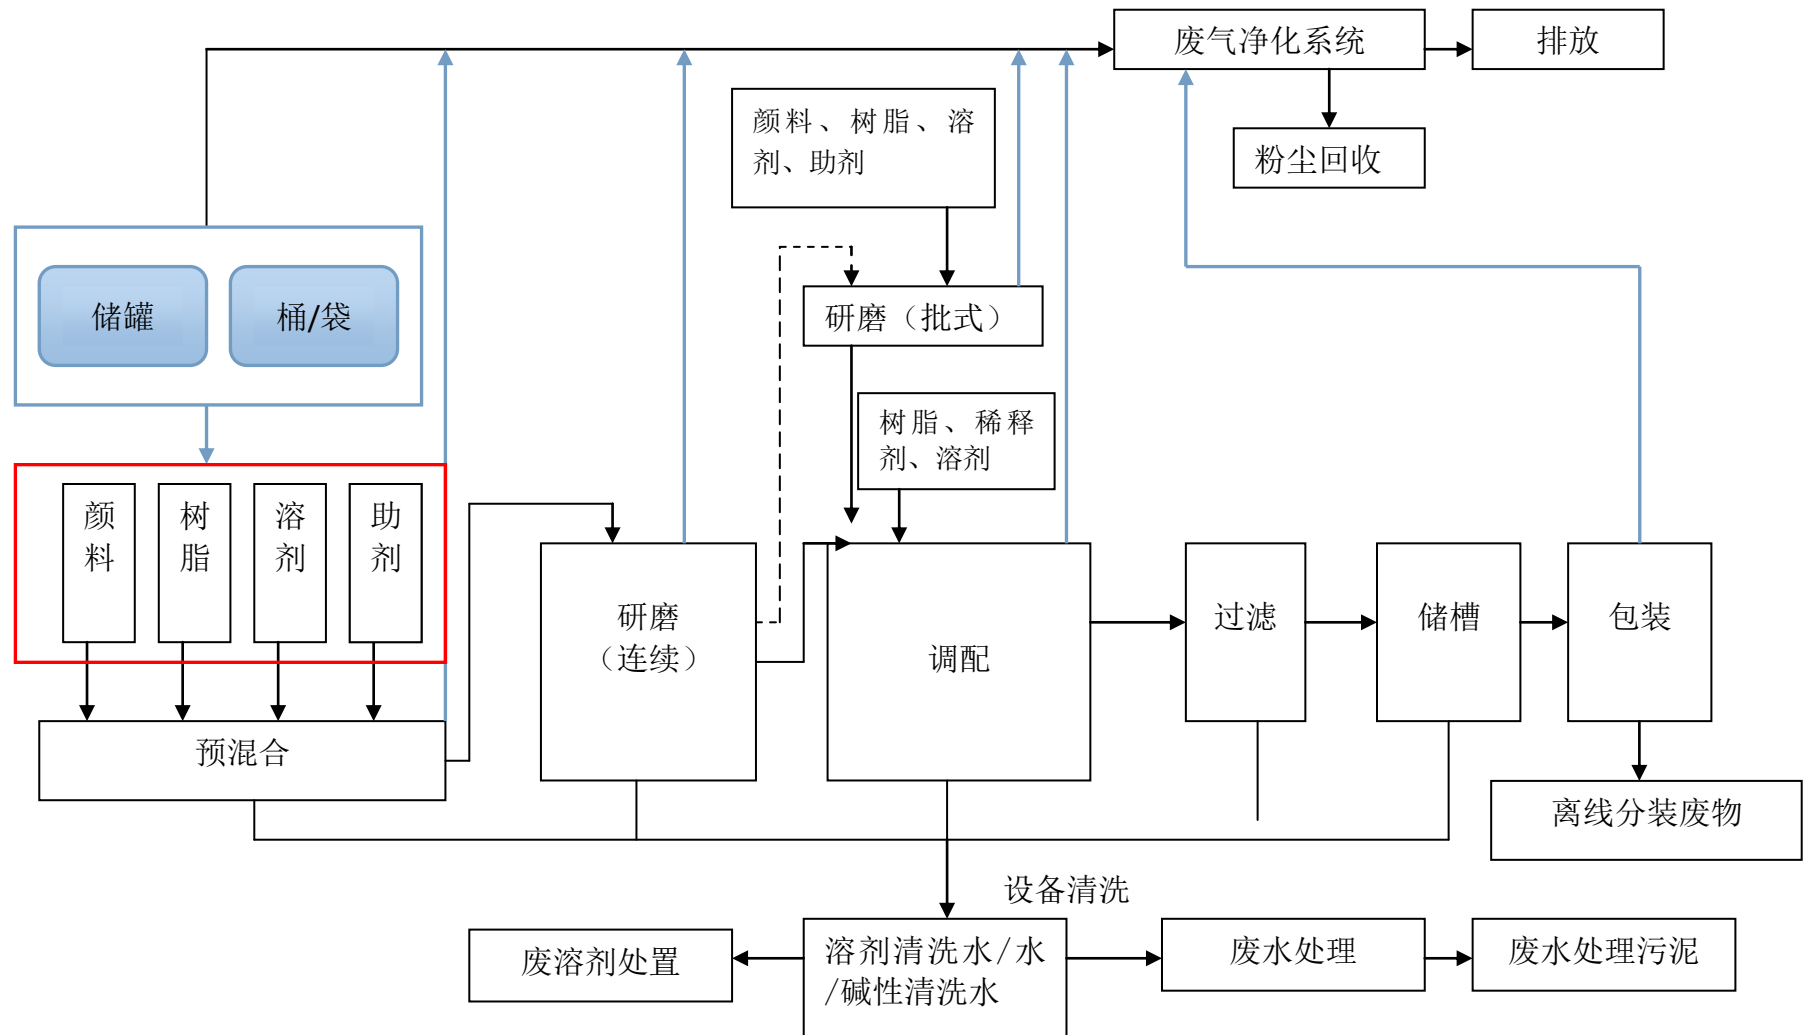 废气净化系统
排放
颜料、树脂、溶
剂、助剂
粉尘回收
储罐
桶/袋
研磨（批式）
树脂、稀释
剂、溶剂
颜
料
树
脂
溶
剂
助
剂
研磨
（连续）
调配
过滤
储槽
包装
预混合
离线分装废物
设备清洗
废溶剂处置
溶剂清洗水/水
/碱性清洗水
废水处理
废水处理污泥